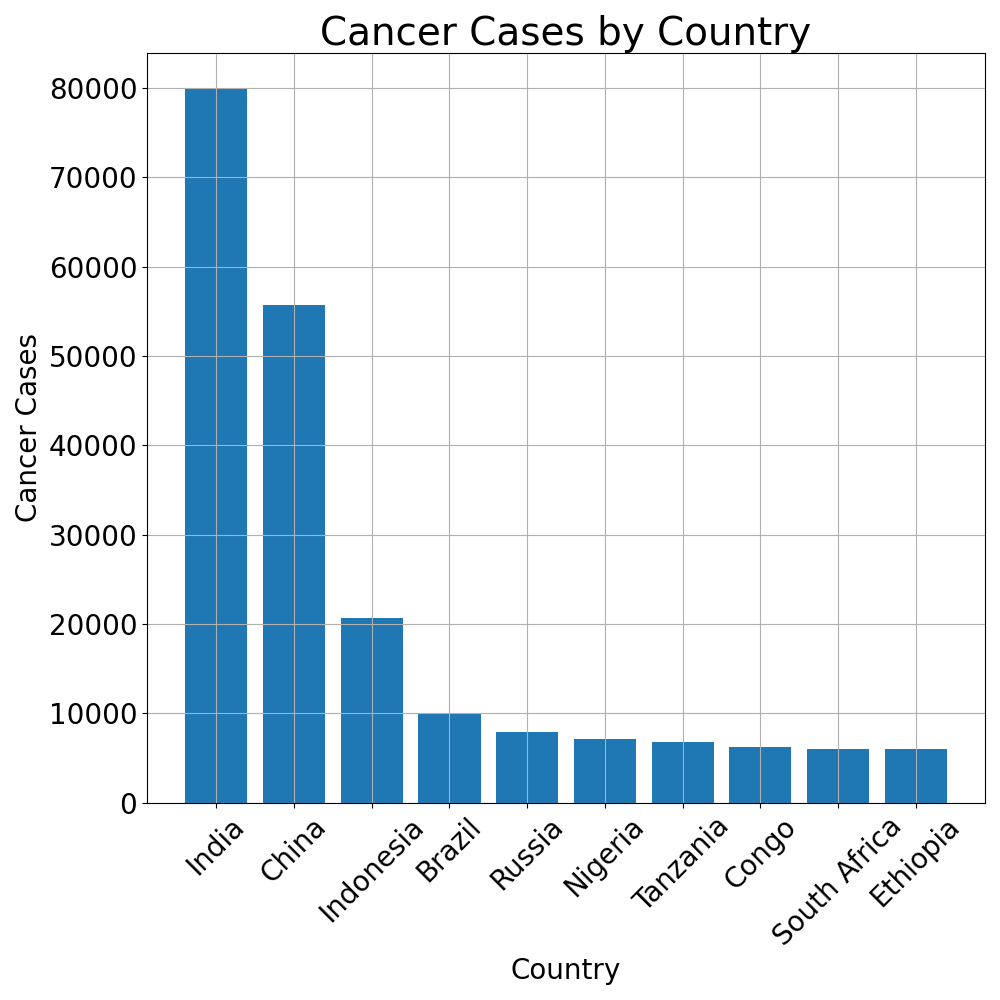 Cancer Cases by Country
Cancer Cases
80000
70000
60000
50000
40000
30000
20000
10000
0
India
China
Indonesia
Brazil
Russia
Nigeria
Tanzania
Congo
South Africa
Ethiopia
Country